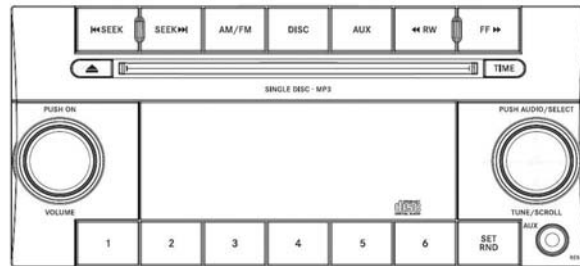 SEEK
SEEK
AM/FM
DISC
AUX
RW
FF
TIME
SINGLE DISC - MP3
PUSH ON
PUSH AUDIO/SELECT
VOLUME
TUNE/SCROLL
1
2
3
4
5
6
SET
RND
AUX